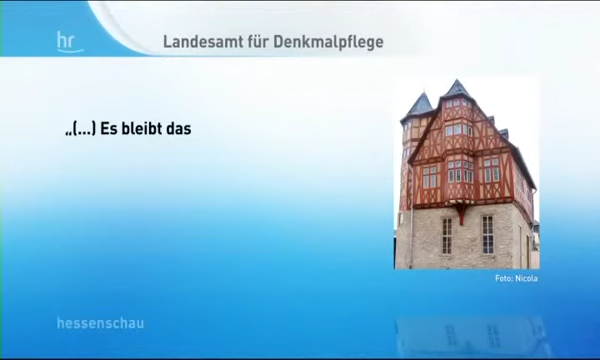 hr
Landesamt für Denkmalpflege
„(...) Es bleibt das
Foto: Nicola
hessenschau